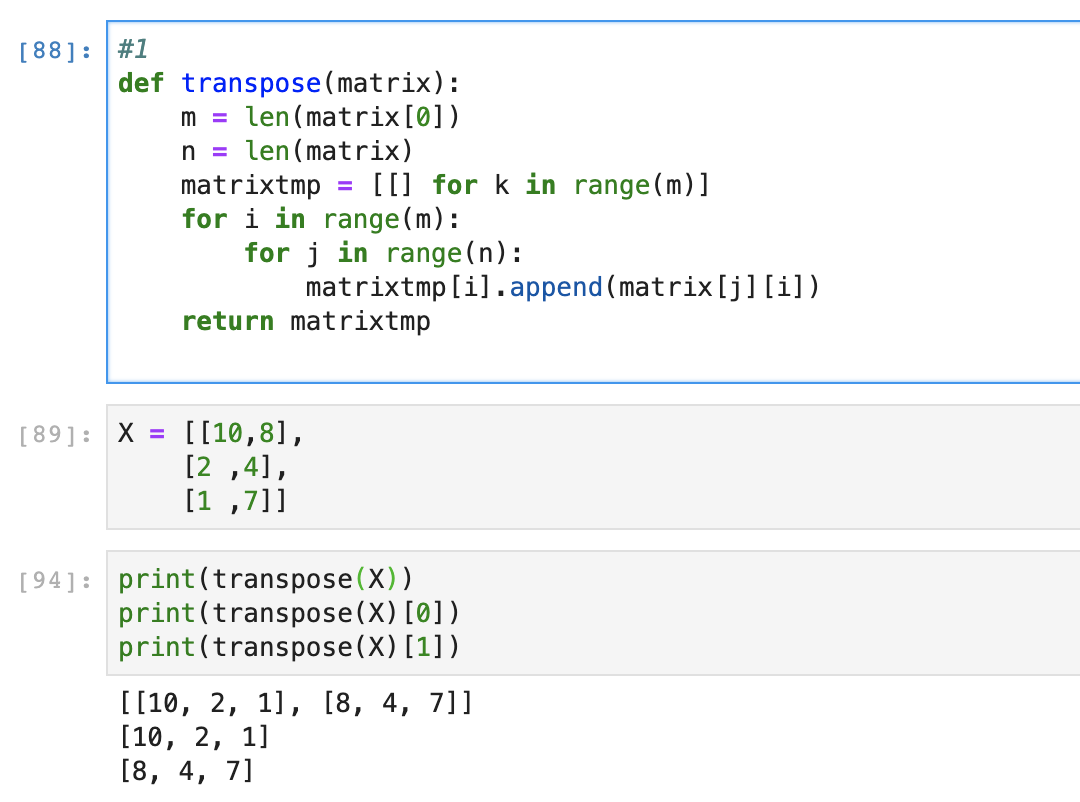 [88]: #1
def transpose(matrix):
    m = len(matrix[0])
    n = len(matrix)
    matrixtmp = [[] for k in range(m)]
    for i in range(m):
        for j in range(n):
            matrixtmp[i].append(matrix[j][i])
    return matrixtmp
[89]: X = [[10,8],
    [2 ,4],
    [1 ,7]]
[94]: print(transpose(X))
print(transpose(X)[0])
print(transpose(X)[1])
[[10, 2, 1], [8, 4, 7]]
[10, 2, 1]
[8, 4, 7]